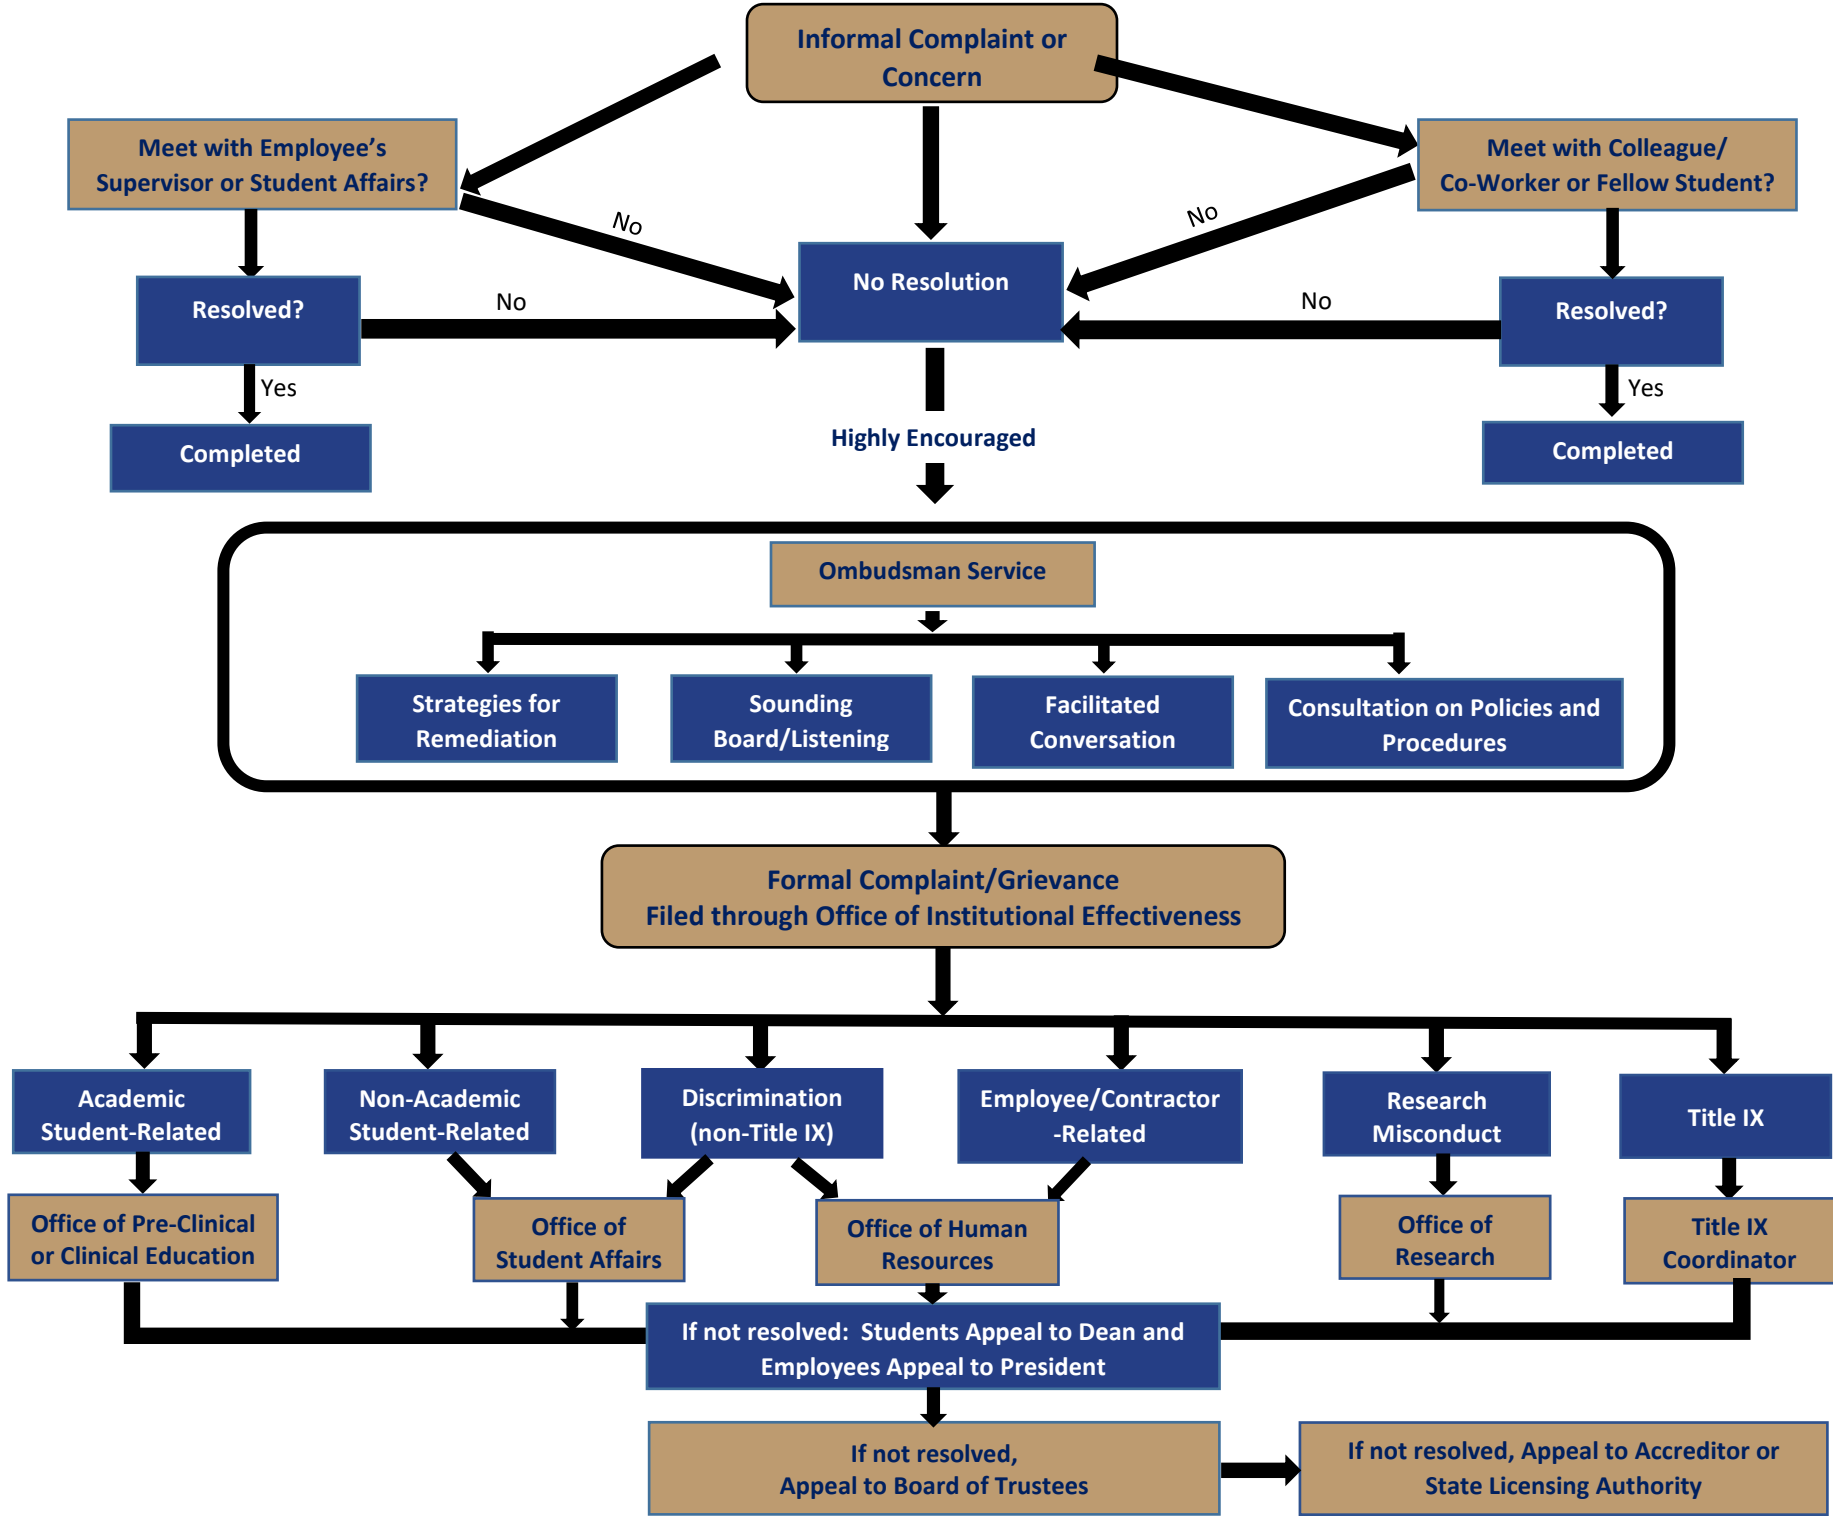 Informal Complaint or
Concern
Meet with Employee’s
Supervisor or Student Affairs?
Meet with Colleague/
Co-Worker or Fellow Student?
No
No
No Resolution
Resolved?
No
No
Resolved?
Yes
Yes
Completed
Highly Encouraged
Completed
Ombudsman Service
Strategies for
Remediation
Sounding
Board/Listening
Facilitated
Conversation
Consultation on Policies and
Procedures
Formal Complaint/Grievance
Filed through Office of Institutional Effectiveness
Academic
Student-Related
Non-Academic
Student-Related
Discrimination
(non-Title IX)
Employee/Contractor
-Related
Research
Misconduct
Title IX
Office of Pre-Clinical
or Clinical Education
Office of
Student Affairs
Office of Human
Resources
Office of
Research
Title IX
Coordinator
If not resolved:  Students Appeal to Dean and
Employees Appeal to President
If not resolved,
Appeal to Board of Trustees
If not resolved, Appeal to Accreditor or
State Licensing Authority